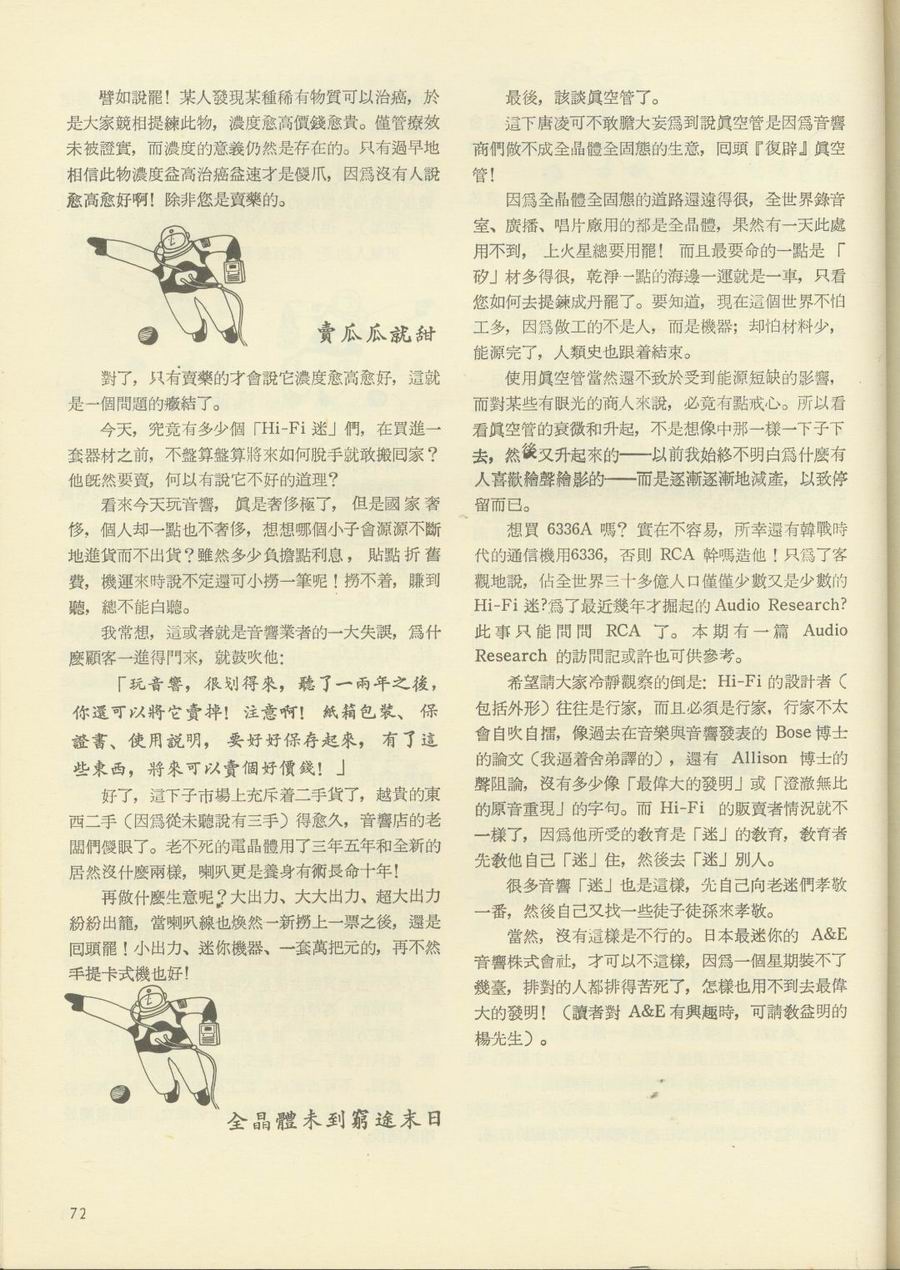 譬如說罷！某人發現某種稀有物質可以治癌，於
是大家競相提練此物，濃度愈高價錢愈貴。僅管療效
未被證實，而濃度的意義仍然是存在的。只有過早地
相信此物濃度益高治癌益速才是儍爪，因爲沒有人說
愈高愈好啊！除非您是賣藥的。
賣瓜瓜就甜
對了，只有賣藥的才會說它濃度愈高愈好，這就
是一個問題的癥結了。
今天，究竟有多少個「Hi-Fi 迷」們，在買進一
套器材之前，不盤算盤算將來如何脫手就敢搬囘家？
他旣然要賣，何以有說它不好的道理？
看來今天玩音響，眞是奢侈極了，但是國家奢
侈，個人却一點也不奢侈，想想哪個小子會源源不斷
地進貨而不出貨？雖然多少負擔點利息，貼點折舊
費，機運來時說不定還可小撈一筆呢！撈不着，賺到
聽，總不能白聽。
我常想，這或者就是音響業者的一大失誤，爲什
麼顧客一進得門來，就鼓吹他：
「玩音響，很划得來，聽了一兩年之後，
你還可以將它賣掉！注意啊！紙箱包裝、保
證書、使用説明，要好好保存起來，有了這
些東西，將來可以賣個好價錢！」
好了，這下子市場上充斥着二手貨了，越貴的東
西二手（因爲從未聽說有三手）得愈久，音響店的老
闆們儍眼了。老不死的電晶體用了三年五年和全新的
居然沒什麼兩樣，喇叭更是養身有術長命十年！
再做什麼生意呢？大出力、大大出力、超大出力
紛紛出籠，當喇叭線也煥然一新撈上一票之後，還是
囘頭罷！小出力、迷你機器、一套萬把元的，再不然
手提卡式機也好！
全晶體未到窮途末日
最後，該談眞空管了。
這下唐凌可不敢膽大妄爲到說眞空管是因爲音響
商們做不成全晶體全固態的生意，囘頭『復辟』眞空
管！
因爲全晶體全固態的道路還遠得很，全世界錄音
室、廣播、唱片廠用的都是全晶體，果然有一天此處
用不到，上火星總要用罷！而且最要命的一點是「
矽」材多得很，乾淨一點的海邊一運就是一車，只看
您如何去提鍊成丹罷了。要知道，現在這個世界不怕
工多，因爲做工的不是人，而是機器；却怕材料少，
能源完了，人類史也跟着結束。
使用眞空管當然還不致於受到能源短缺的影響，
而對某些有眼光的商人來說，必竟有點戒心。所以看
看眞空管的衰微和升起，不是想像中那一樣一下子下
去，然後又升起來的——以前我始終不明白爲什麼有
人喜歡繪聲繪影的——而是逐漸逐漸地減產，以致停
留而已。
想買 6336A 嗎？實在不容易，所幸還有韓戰時
代的通信機用6336，否則 RCA 幹嗎造他！只爲了客
觀地說，佔全世界三十多億人口僅僅少數又是少數的
Hi-Fi 迷？爲了最近幾年才掘起的 Audio Research?
此事只能問問 RCA 了。本期有一篇 Audio
Research 的訪問記或許也可供參考。
希望請大家冷靜觀察的倒是：Hi-Fi 的設計者（
包括外形）往往是行家，而且必須是行家，行家不太
會自吹自擂，像過去在音樂與音響發表的 Bose 博士
的論文（我逼着舍弟譯的），還有 Allison 博士的
聲阻論，沒有多少像「最偉大的發明」或「澄澈無比
的原音重現」的字句。而 Hi-Fi 的販賣者情況就不
一樣了，因爲他所受的敎育是「迷」的敎育，敎育者
先敎他自己「迷」住，然後去「迷」別人。
很多音響「迷」也是這樣，先自己向老迷們孝敬
一番，然後自己又找一些徒子徒孫來孝敬。
當然，沒有這樣是不行的。日本最迷你的 A&E
音響株式會社，才可以不這樣，因爲一個星期裝不了
幾臺，排對的人都排得苦死了，怎樣也用不到去最偉
大的發明！（讀者對 A&E 有興趣時，可請敎益明的
楊先生）。
72